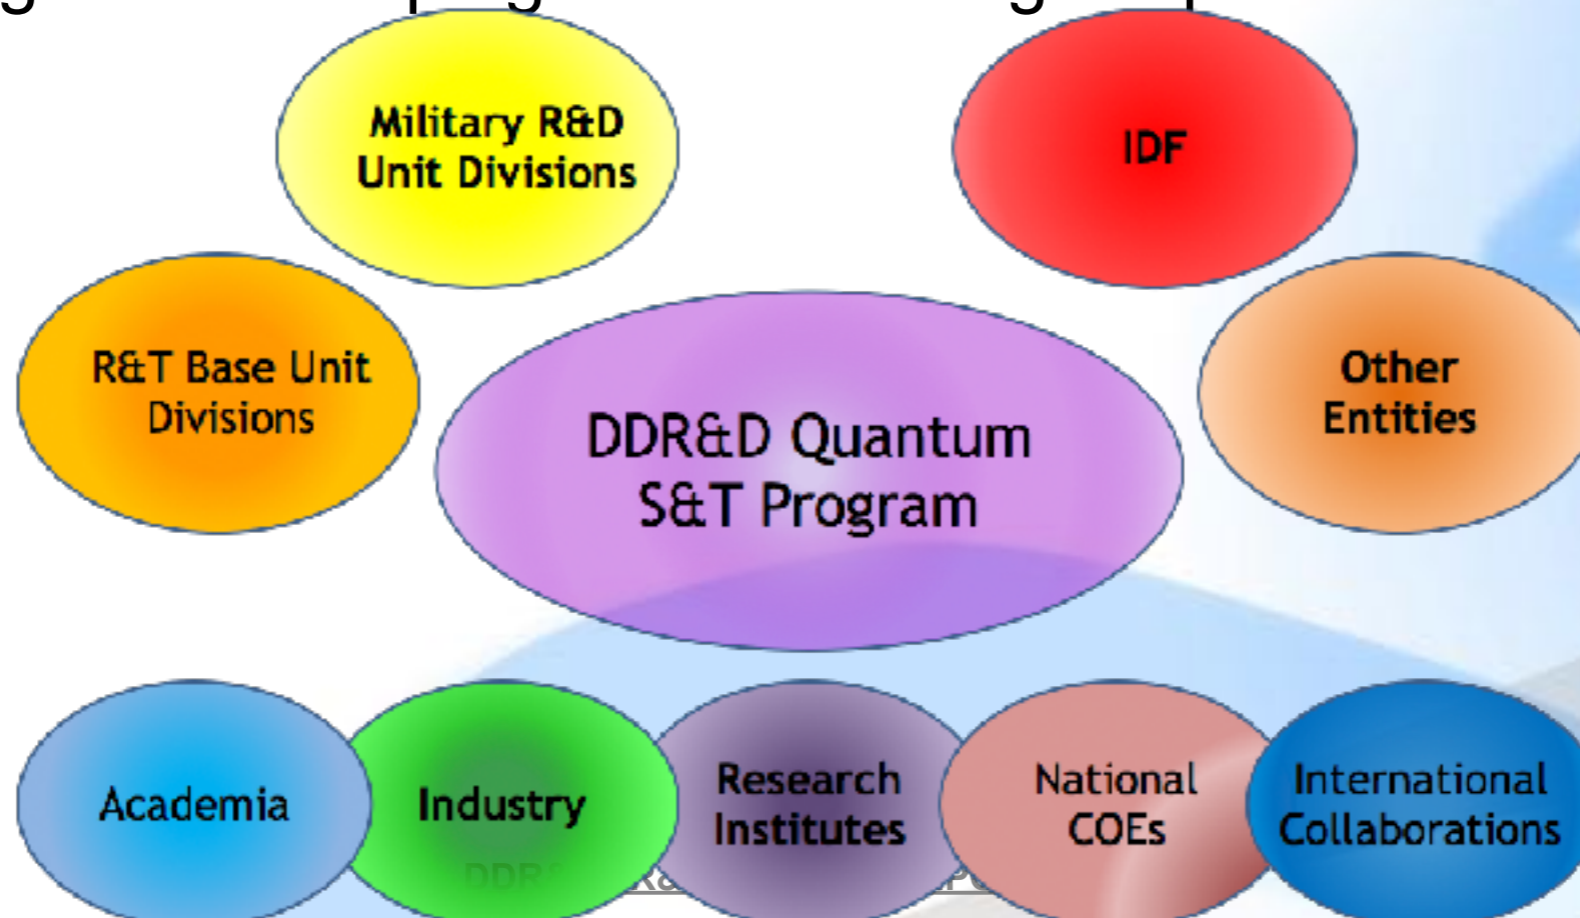 Military R&D
Unit Divisions
IDF
R&T Base Unit
Divisions
Other
Entities
DDR&D Quantum
S&T Program
Academia
Industry
Research
Institutes
National
COEs
International
Collaborations